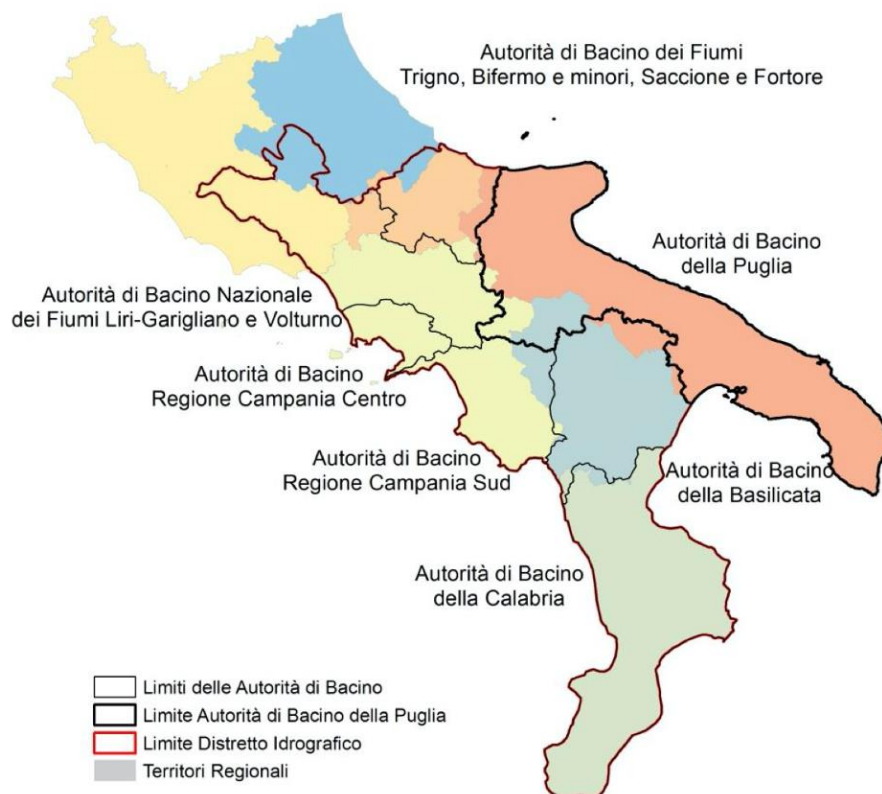 Autorità di Bacino dei Fiumi
Trigno, Bifermo e minori, Saccione e Fortore
Autorità di Bacino
della Puglia
Autorità di Bacino Nazionale
dei Fiumi Liri-Garigliano e Volturno
Autorità di Bacino
Regione Campania Centro
Autorità di Bacino
Regione Campania Sud
Autorità di Bacino
della Basilicata
Autorità di Bacino
della Calabria
Limiti delle Autorità di Bacino
Limite Autorità di Bacino della Puglia
Limite Distretto Idrografico
Territori Regionali